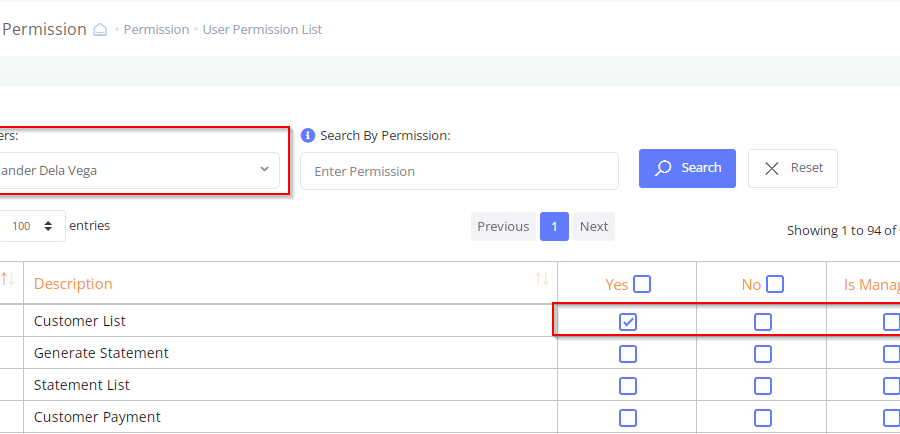 Permission • Permission • User Permission List
ers: Search By Permission:
ander Dela Vega Enter Permission Search Reset
100 entries Previous 1 Next Showing 1 to 94 of
Description Yes No Is Manag
Customer List
Generate Statement
Statement List
Customer Payment